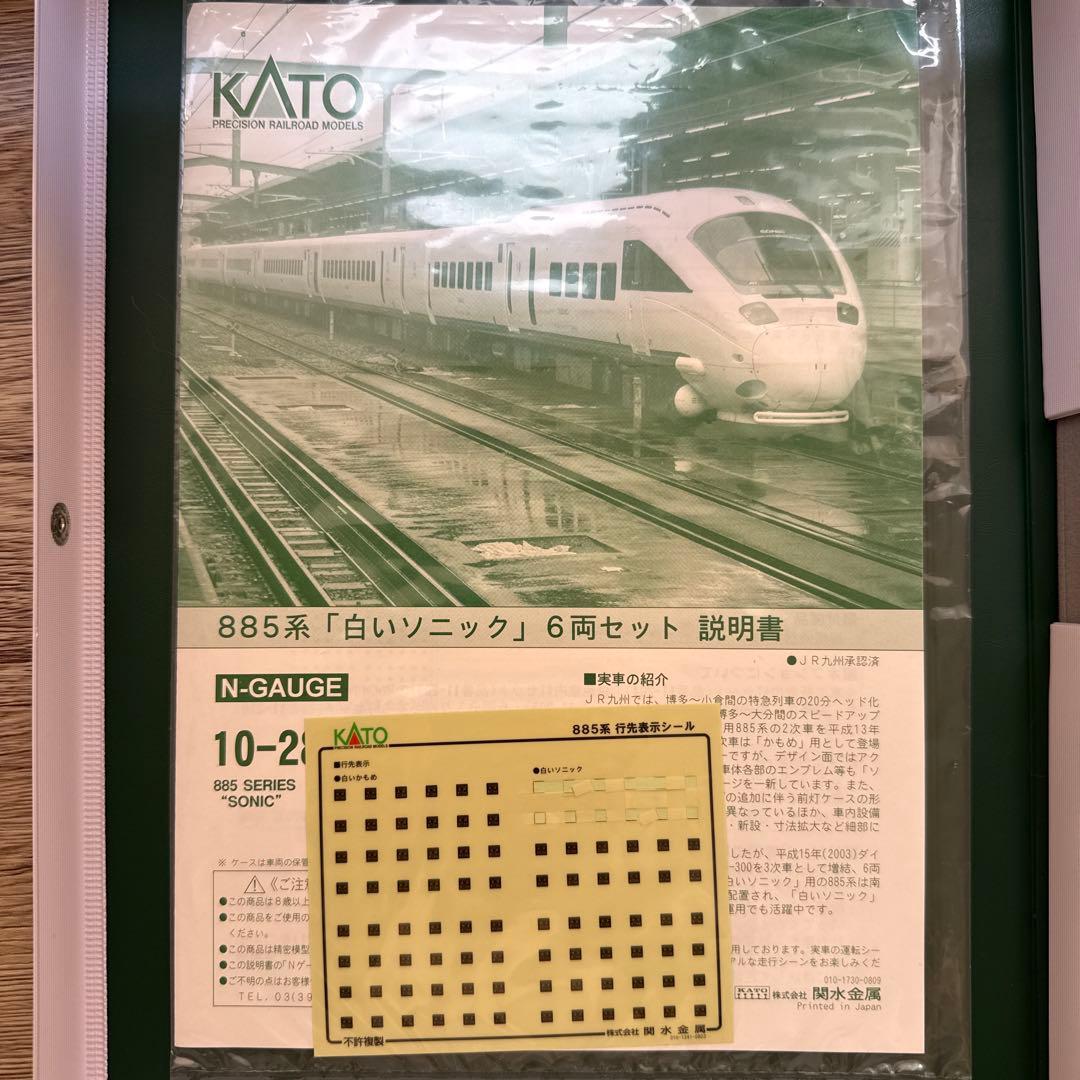 KATO
PRECISION RAILROAD MODELS
SONIC
885系「白いソニック」6両セット 説明書
●JR九州承認済
N-GAUGE
■実車の紹介
JR九州では、博多〜小倉間の特急列車の20分ヘッド化
博多〜大分間のスピードアップ
用885系の2次車を平成13年
次車は「かもめ」用として登場
ーですが、デザイン面ではアク
車体各部のエンブレム等も「ソ
ージを一新しています。また、
の追加に伴う前灯ケースの形
異なっているほか、車内設備
・新設・寸法拡大など細部に
10-28
885 SERIES
"SONIC"
したが、平成15年(2003)ダイ
-300を3次車として増結、6両
白いソニック」用の885系は南
配置され、「白いソニック」
運用でも活躍中です。
※ ケースは車両の保管
⚠《ご注意
●この商品は8歳以上
●この商品をご使用の
ください。
●この商品は精密模型
●この説明書の「Nゲー
●ご不明の点はお客様
TEL. 03(39
用しております。実車の運転シー
アルな走行シーンをお楽しみくだ
010-1730-0809
KATO 株式会社 関水金属
Printed in Japan
KATO
PRECISION RAILROAD MODELS
885系 行先表示シール
■行先表示
●白いかもめ
●白いソニック
不許複製
株式会社 関水金属